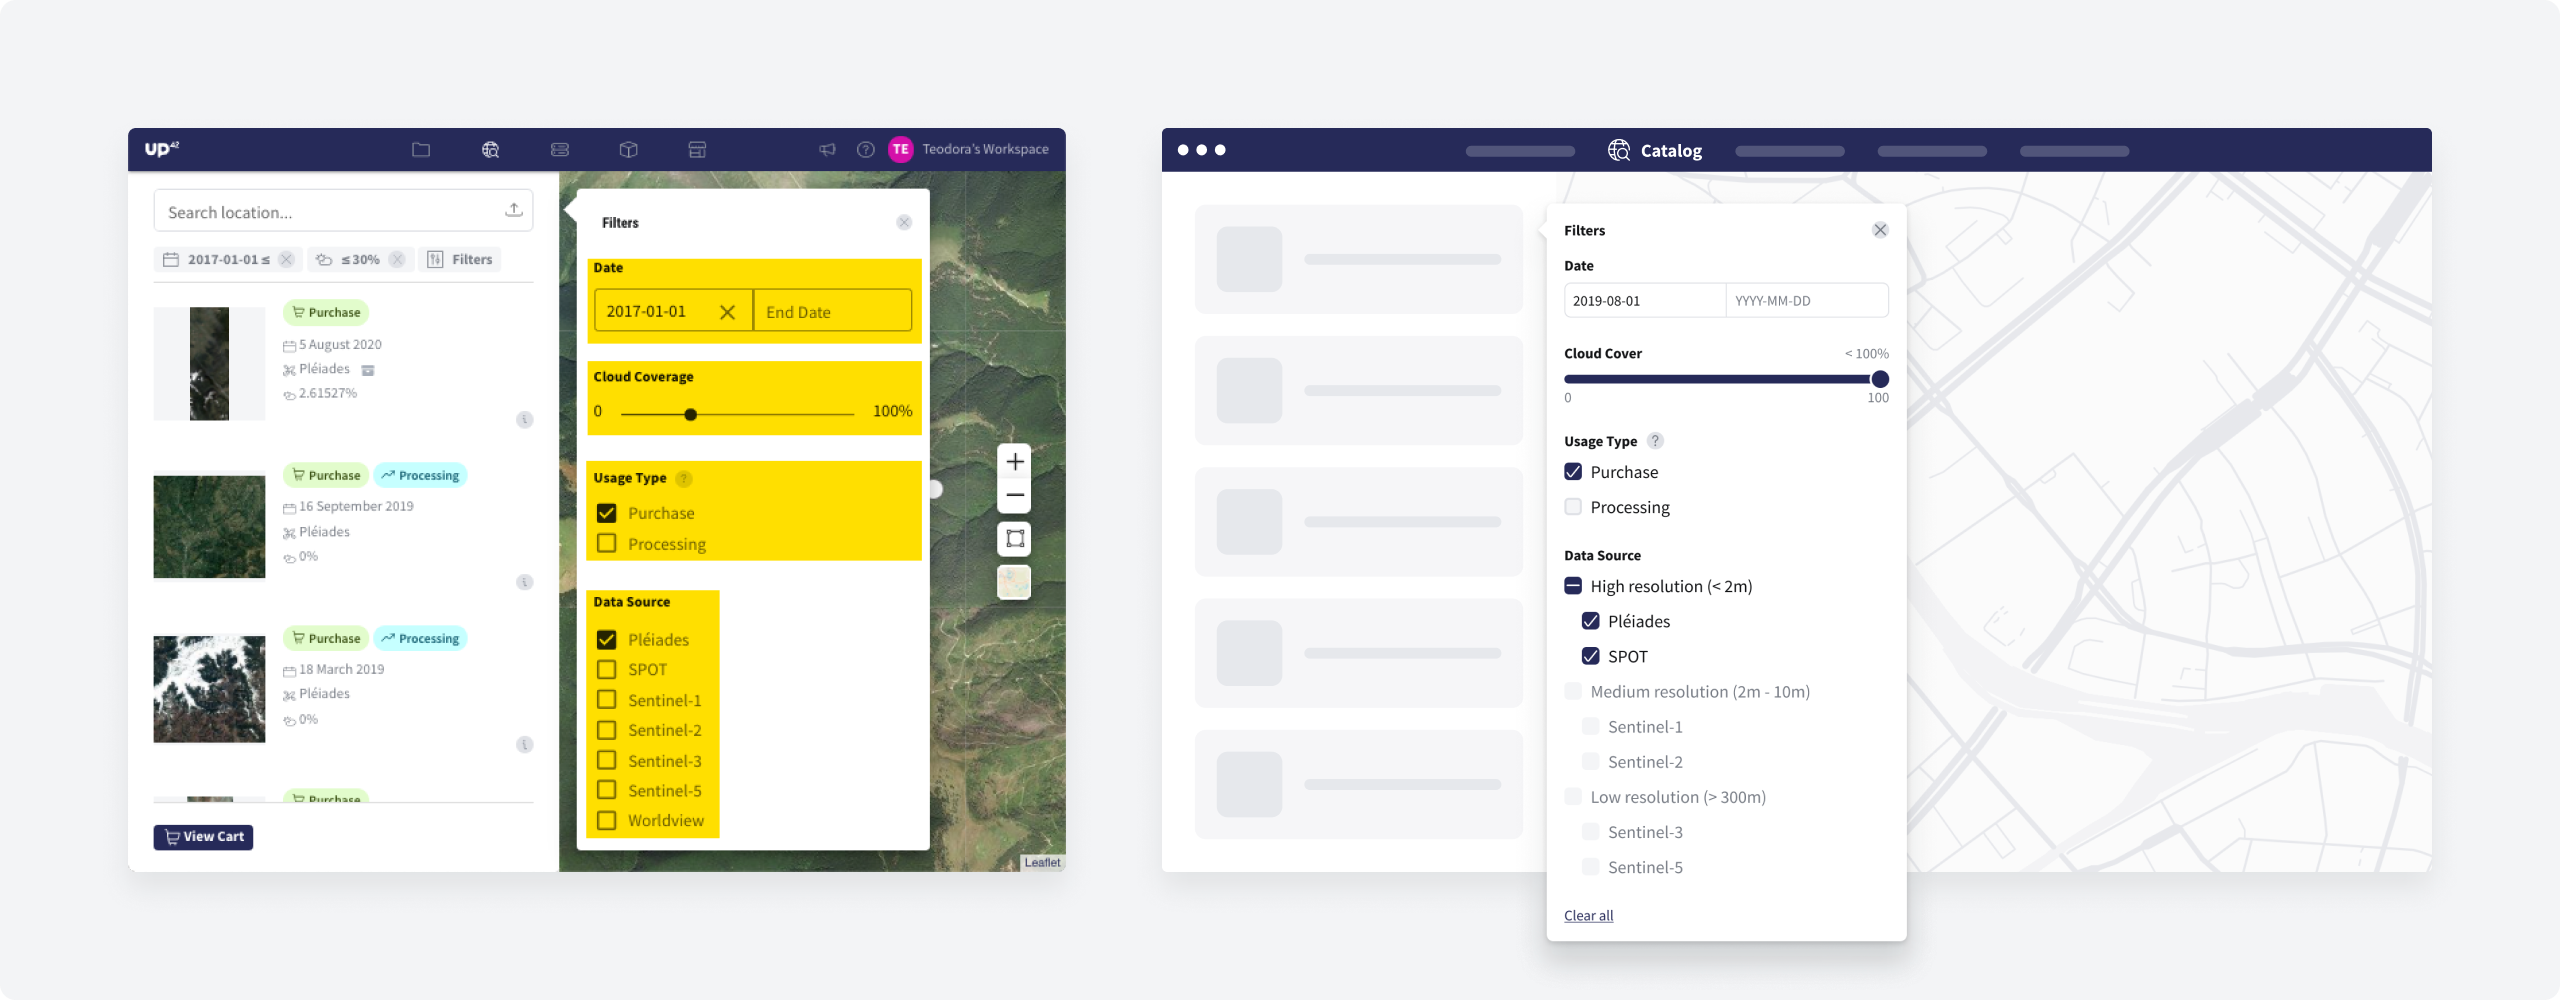 up42
TE Teodora's Workspace
Search location...
2017-01-01 ≤
≤ 30%
Filters
Purchase
5 August 2020
Pléiades
2.61527%
Purchase
Processing
16 September 2019
Pléiades
0%
Purchase
Processing
18 March 2019
Pléiades
0%
Purchase
View Cart
Filters
Date
2017-01-01
End Date
Cloud Coverage
0
100%
Usage Type ?
Purchase
Processing
Data Source
Pléiades
SPOT
Sentinel-1
Sentinel-2
Sentinel-3
Sentinel-5
Worldview
Leaflet
Catalog
Filters
Date
2019-08-01
YYYY-MM-DD
Cloud Cover
< 100%
0
100
Usage Type ?
Purchase
Processing
Data Source
High resolution (< 2m)
Pléiades
SPOT
Medium resolution (2m - 10m)
Sentinel-1
Sentinel-2
Low resolution (> 300m)
Sentinel-3
Sentinel-5
Clear all